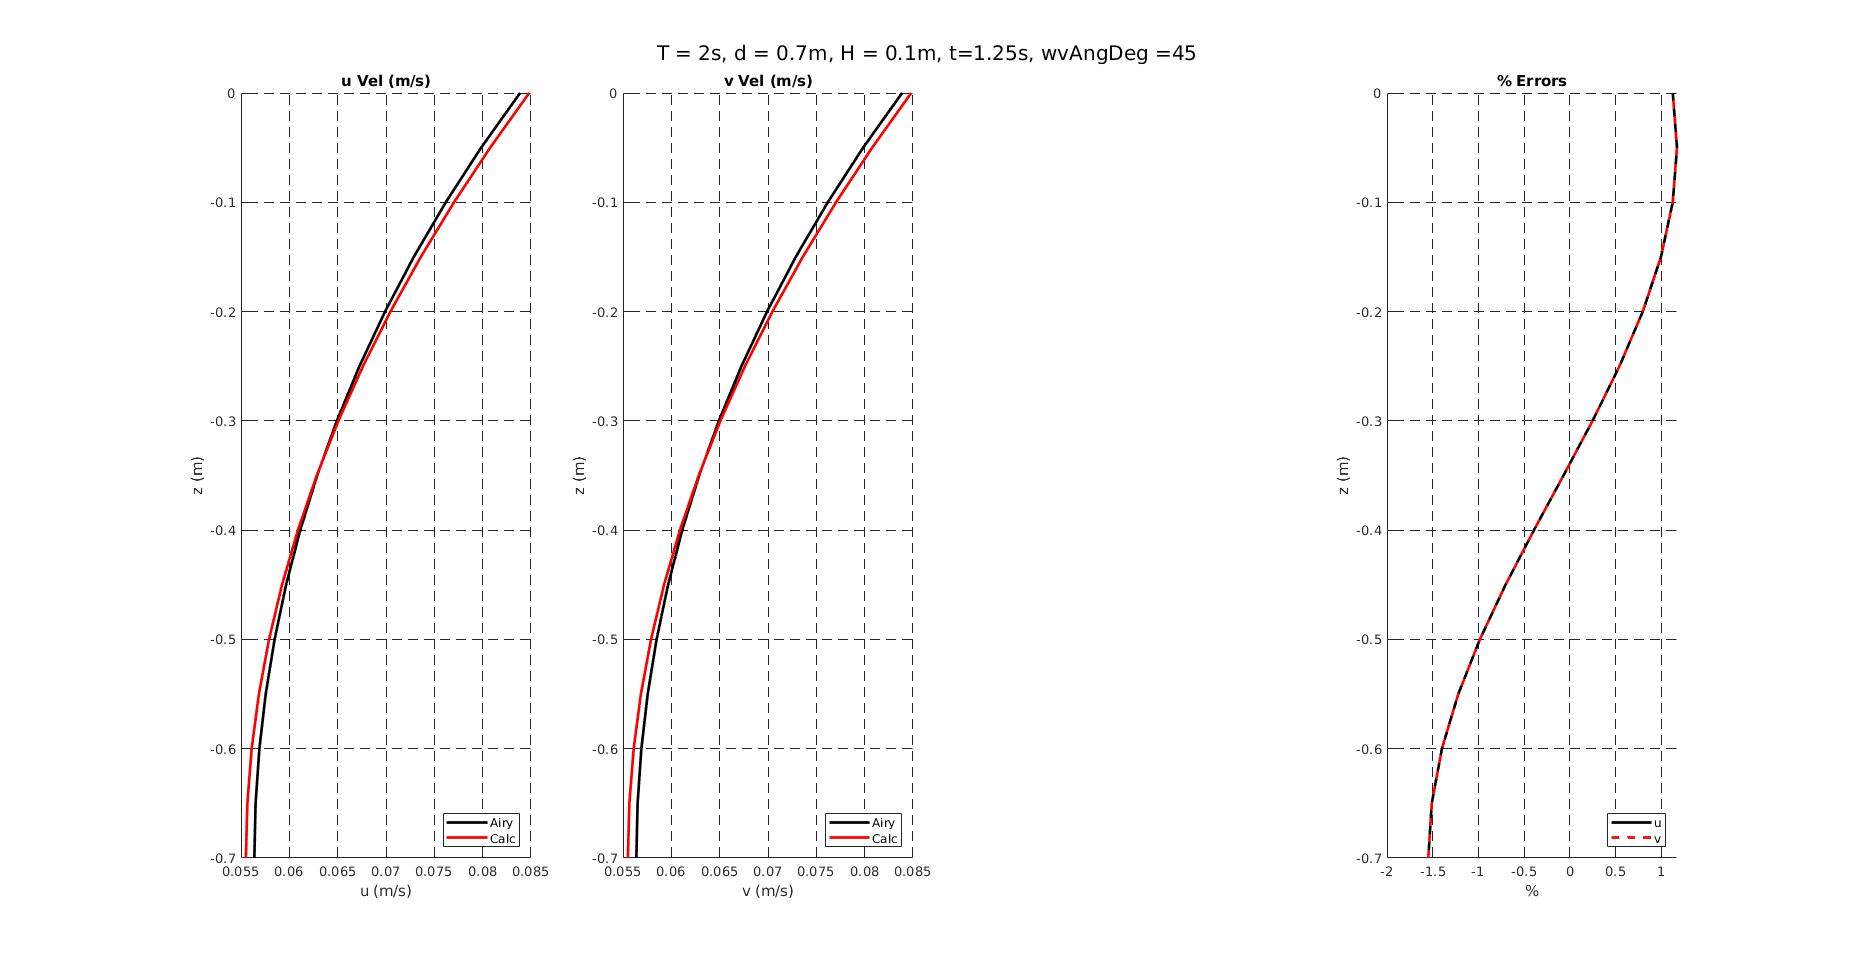 T = 2s, d = 0.7m, H = 0.1m, t=1.25s, wvAngDeg =45
u Vel (m/s)
0
-0.1
-0.2
-0.3
-0.4
-0.5
-0.6
-0.7
z (m)
0.055 0.06 0.065 0.07 0.075 0.08 0.085
u (m/s)
Airy
Calc
v Vel (m/s)
0
-0.1
-0.2
-0.3
-0.4
-0.5
-0.6
-0.7
z (m)
0.055 0.06 0.065 0.07 0.075 0.08 0.085
v (m/s)
Airy
Calc
% Errors
0
-0.1
-0.2
-0.3
-0.4
-0.5
-0.6
-0.7
z (m)
-2 -1.5 -1 -0.5 0 0.5 1
%
u
v